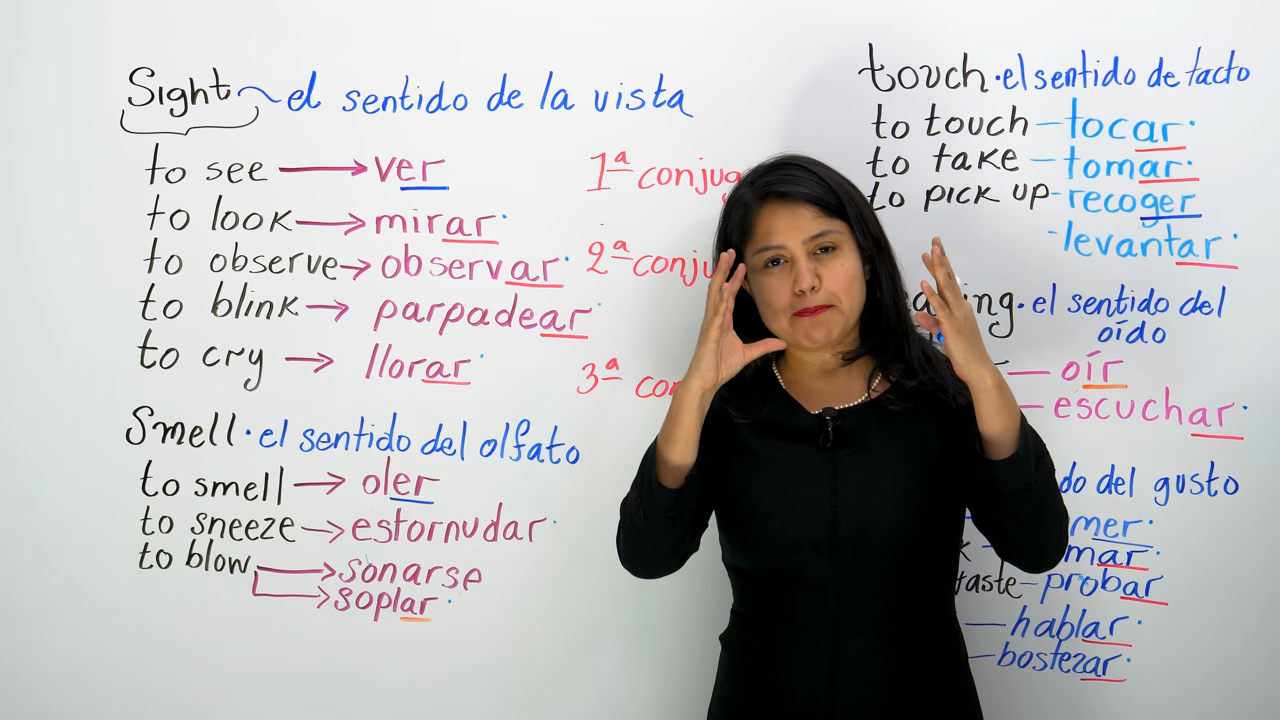 Sight el sentido de la vista
to see → ver
to look → mirar
to observe → observar
to blink → parpadear
to cry → llorar
Smell · el sentido del olfato
to smell → oler
to sneeze → estornudar
to blow → sonarse
→ soplar
1ª conjug
2ª conju
3ª con
touch · el sentido de tacto
to touch – tocar
to take – tomar
to pick up – recoger
- levantar
· el sentido del
oído
— oír
— escuchar
do del gusto
mer
mar
taste – probar
— hablar
– bostezar